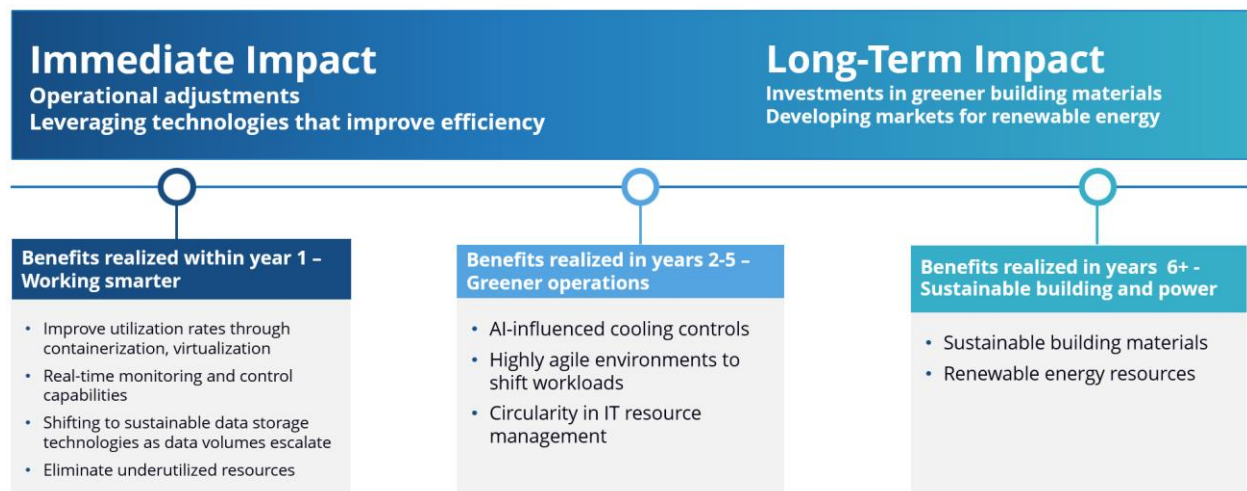 Immediate Impact
Operational adjustments
Leveraging technologies that improve efficiency
Long-Term Impact
Investments in greener building materials
Developing markets for renewable energy
Benefits realized within year 1 –
Working smarter
• Improve utilization rates through
containerization, virtualization
• Real-time monitoring and control
capabilities
• Shifting to sustainable data storage
technologies as data volumes escalate
• Eliminate underutilized resources
Benefits realized in years 2-5 –
Greener operations
• AI-influenced cooling controls
• Highly agile environments to
shift workloads
• Circularity in IT resource
management
Benefits realized in years 6+ -
Sustainable building and power
• Sustainable building materials
• Renewable energy resources